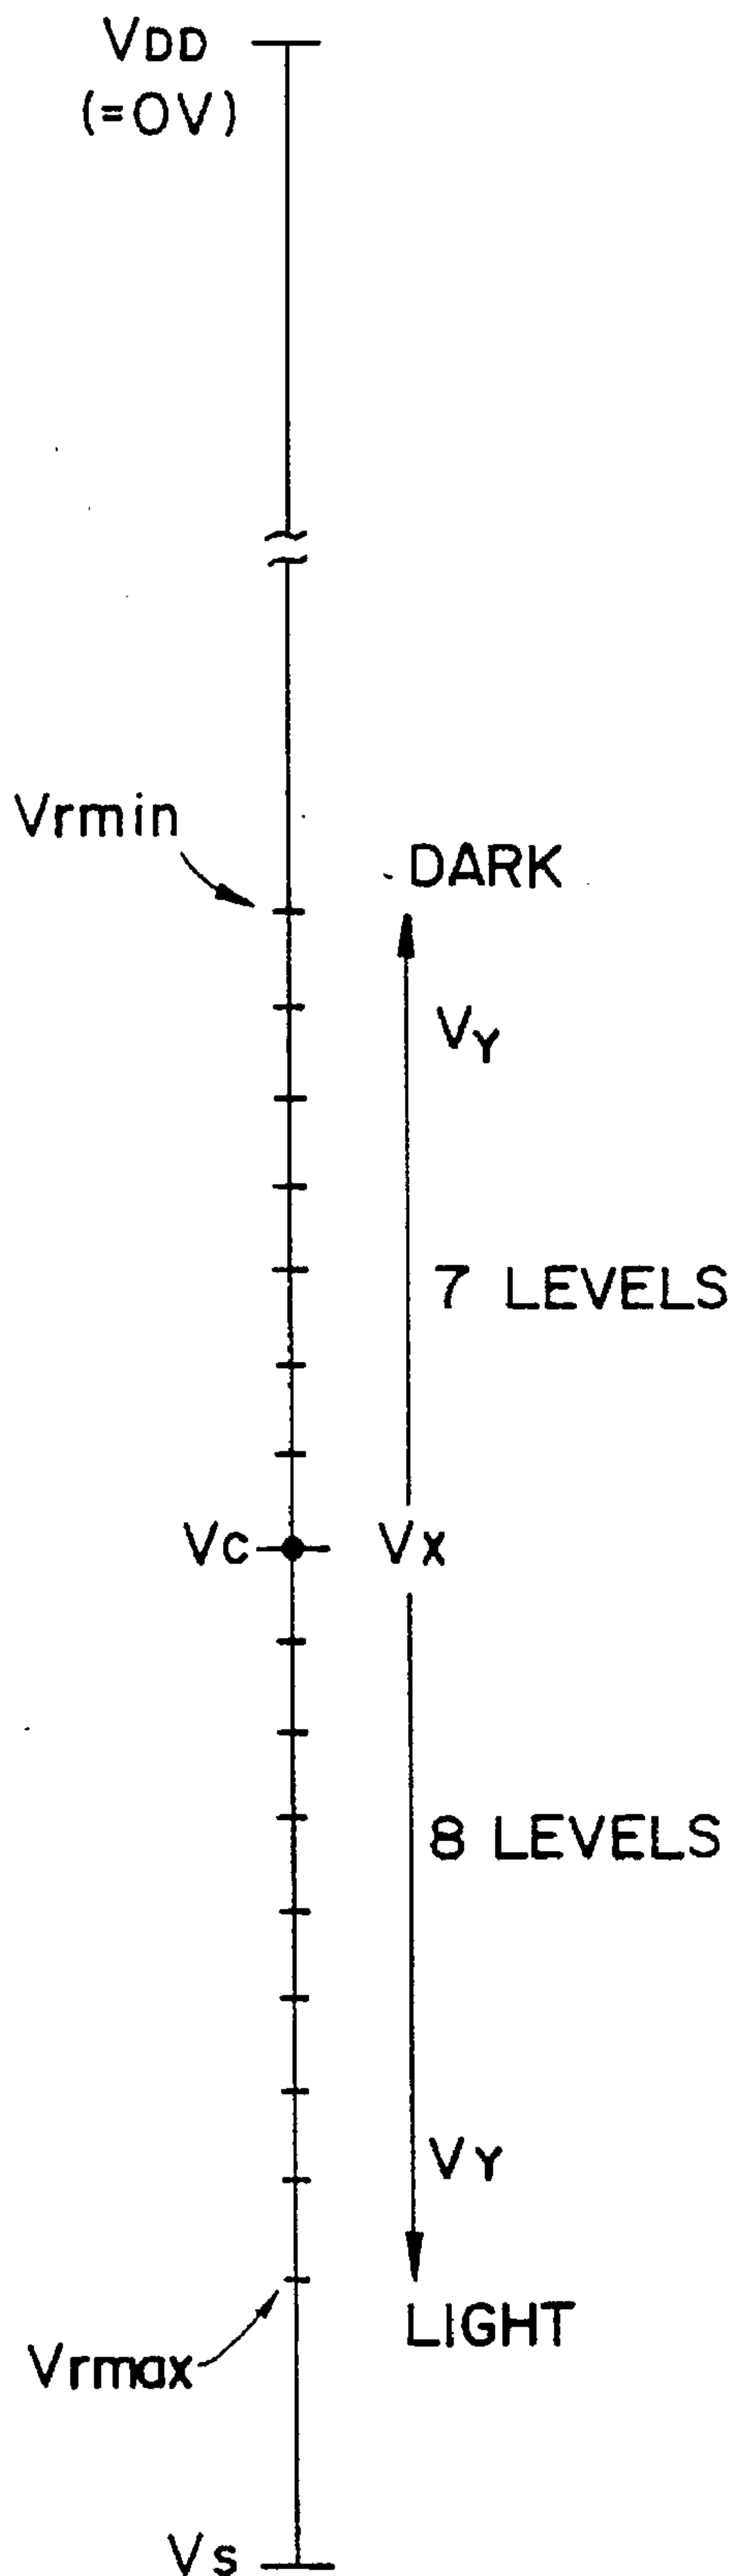 VDD
(=0V)
Vrmin
DARK
VY
7 LEVELS
Vc
Vx
8 LEVELS
VY
LIGHT
Vrmax
Vs